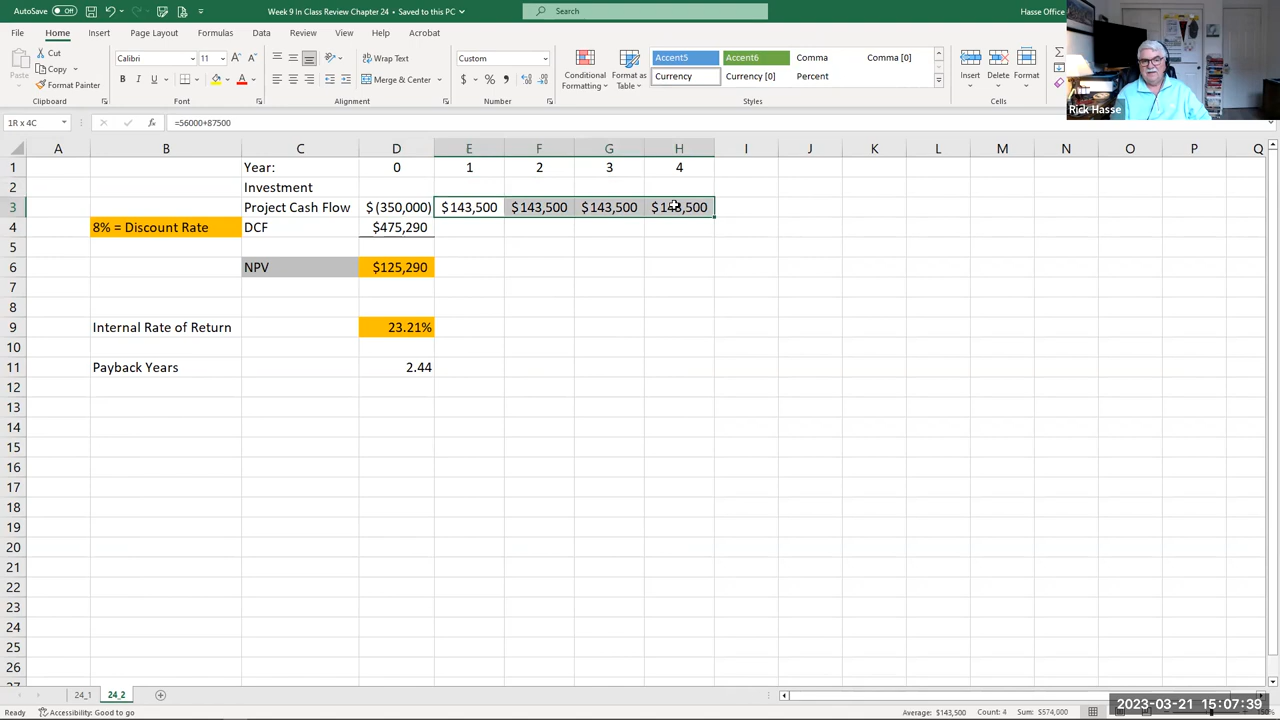 AutoSave Off Week 9 In Class Review Chapter 24 • Saved to this PC Search Hasse Office
File Home Insert Page Layout Formulas Data Review View Help Acrobat
Cut
Copy
Format Painter
Clipboard
Calibri 11
B I U
Font
Wrap Text
Merge & Center
Alignment
Custom
$ % 9
Number
Conditional Formatting
Format as Table
Accent5 Accent6 Comma Comma [0]
Currency Currency [0] Percent
Styles
Insert Delete Format
Cells
Rick Hasse
1R x 4C fx =56000+87500
A B C D E F G H I J K L M N O P Q
1 Year: 0 1 2 3 4
2 Investment
3 Project Cash Flow $(350,000) $143,500 $143,500 $143,500 $143,500
8% = Discount Rate DCF $475,290
5
6 NPV $125,290
7
8
9 Internal Rate of Return 23.21%
10
11 Payback Years 2.44
12
13
14
15
16
17
18
19
20
21
22
23
24
25
26
24_1 24_2
Ready Accessibility: Good to go Average: $143,500 Count: 4 Sum: $574,000
2023-03-21 15:07:39